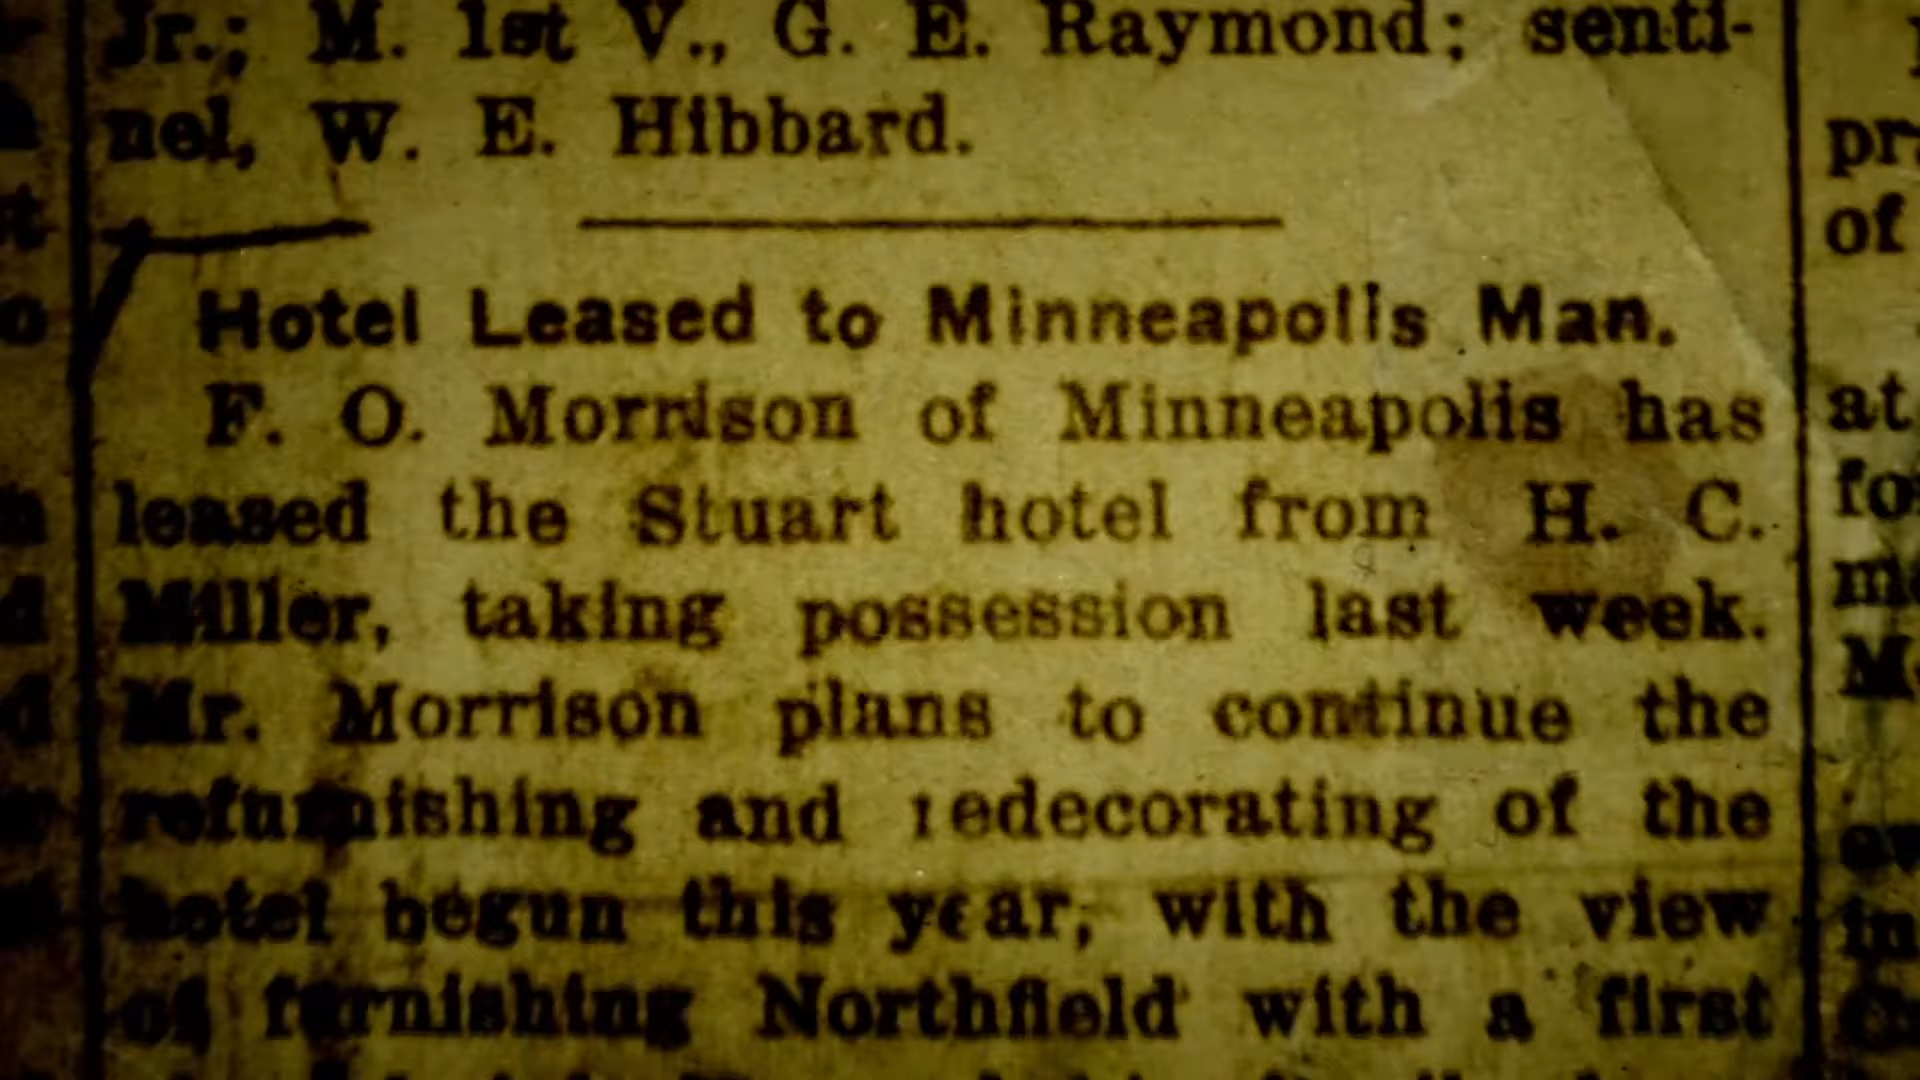 Jr.; M. 1st V., G. E. Raymond; senti-
nel, W. E. Hibbard.
Hotel Leased to Minneapolis Man.
F. O. Morrison of Minneapolis has
leased the Stuart hotel from H. C.
Miller, taking possession last week.
Mr. Morrison plans to continue the
refurnishing and redecorating of the
hotel begun this year, with the view
of furnishing Northfield with a first
of
at